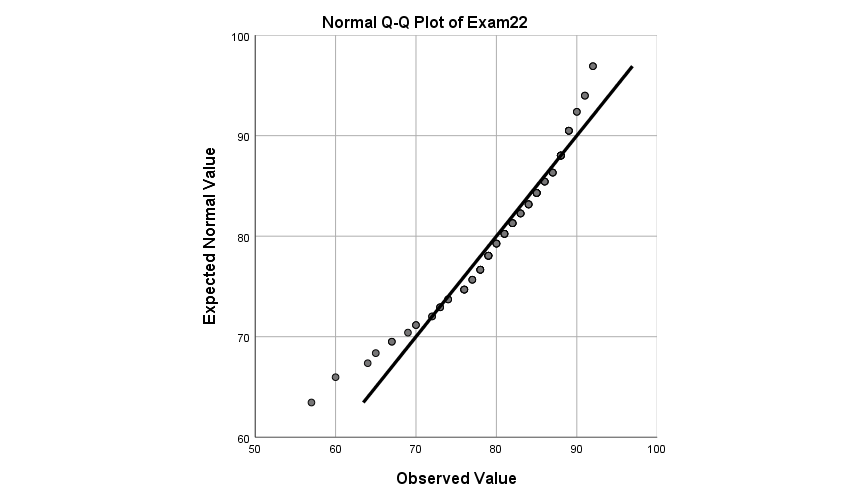 Normal Q-Q Plot of Exam22
100
90
80
70
60
Expected Normal Value
50 60 70 80 90 100
Observed Value